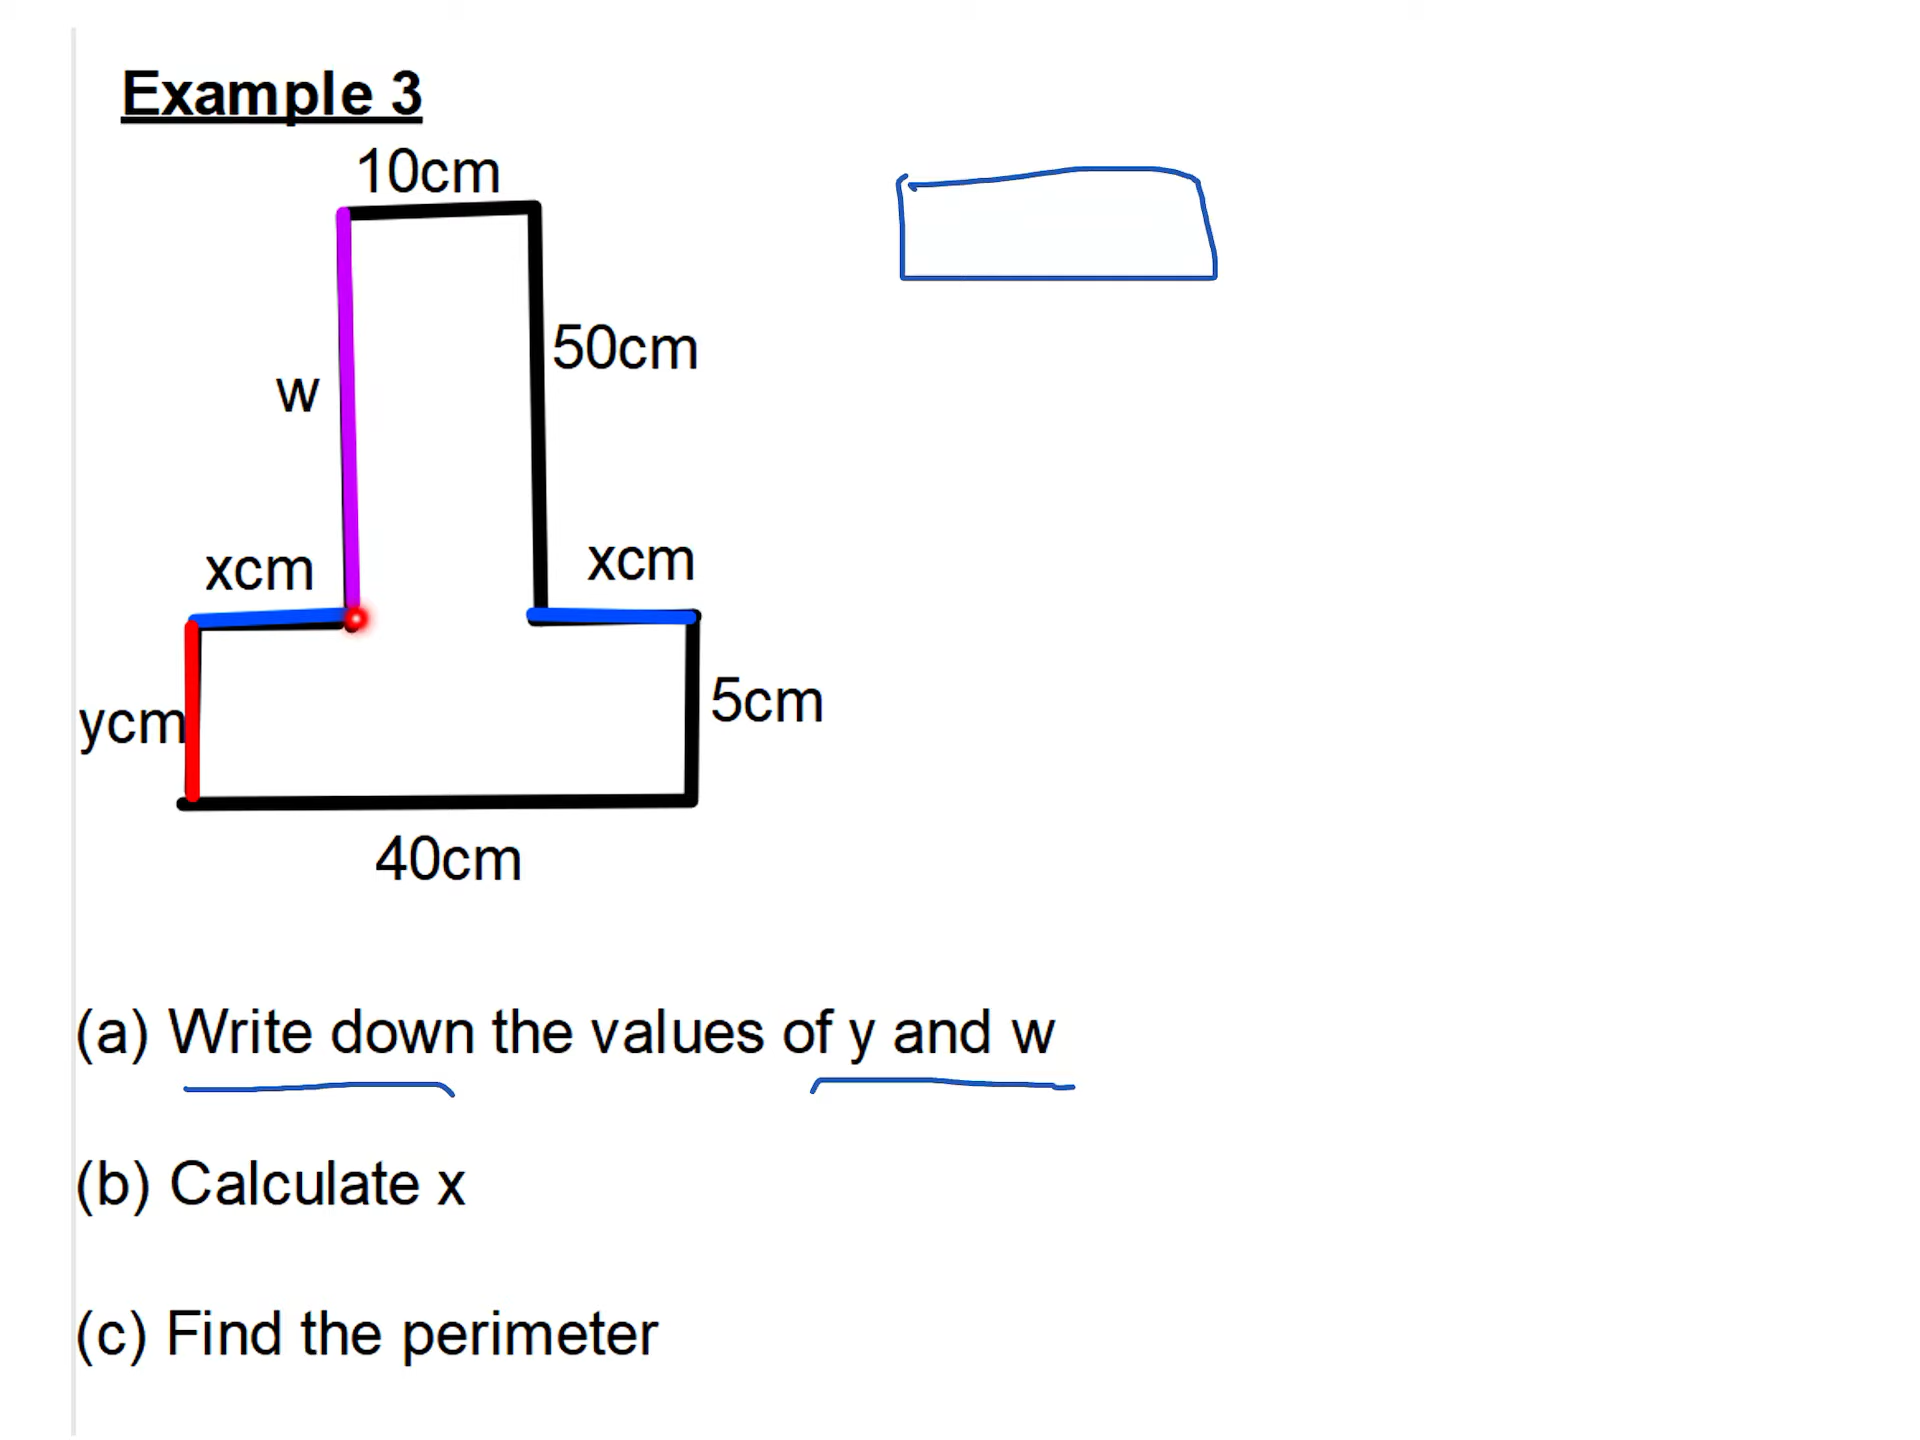 Example 3
10cm
50cm
w
xcm
xcm
ycm
5cm
40cm
(a) Write down the values of y and w
(b) Calculate x
(c) Find the perimeter